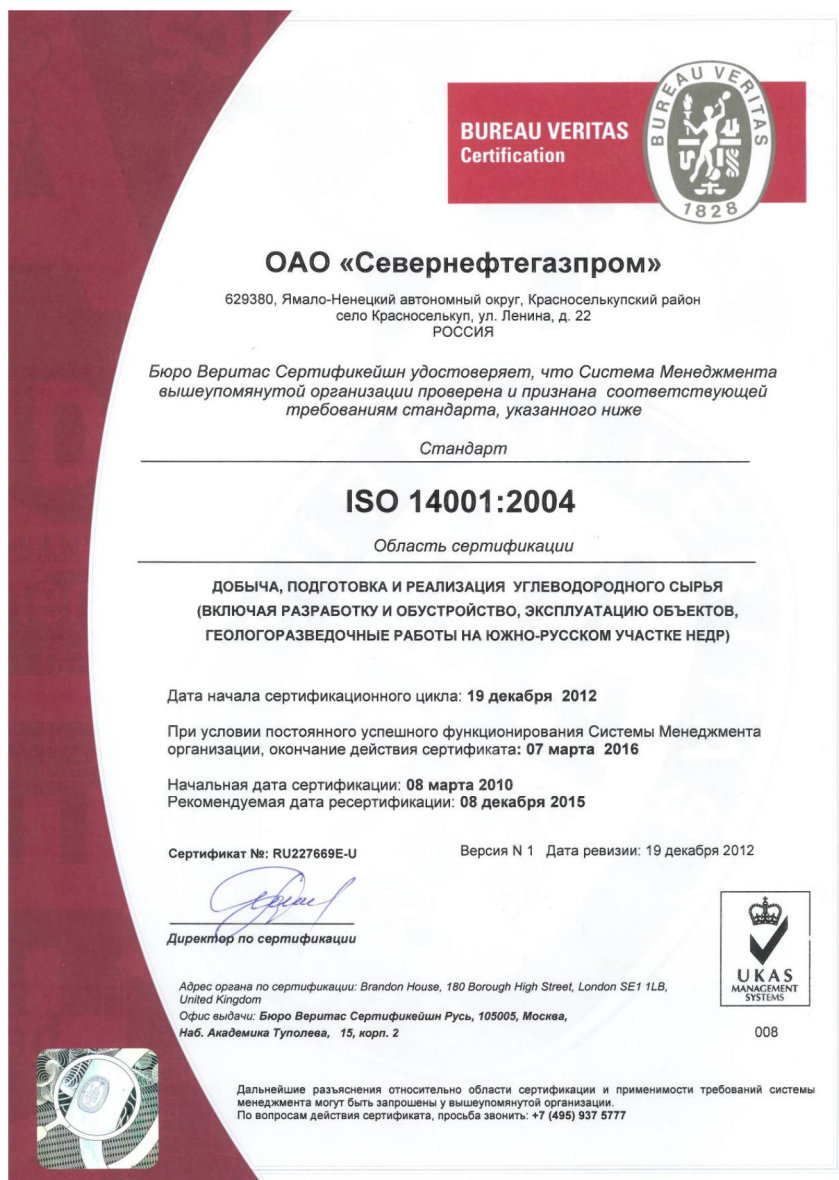 BUREAU VERITAS
Certification
BUREAU VERITAS
1828
ОАО «Севернефтегазпром»
629380, Ямало-Ненецкий автономный округ, Красноселькупский район
село Красноселькуп, ул. Ленина, д. 22
РОССИЯ
Бюро Веритас Сертификейшн удостоверяет, что Система Менеджмента
вышеупомянутой организации проверена и признана соответствующей
требованиям стандарта, указанного ниже
Стандарт
ISO 14001:2004
Область сертификации
ДОБЫЧА, ПОДГОТОВКА И РЕАЛИЗАЦИЯ УГЛЕВОДОРОДНОГО СЫРЬЯ
(ВКЛЮЧАЯ РАЗРАБОТКУ И ОБУСТРОЙСТВО, ЭКСПЛУАТАЦИЮ ОБЪЕКТОВ,
ГЕОЛОГОРАЗВЕДОЧНЫЕ РАБОТЫ НА ЮЖНО-РУССКОМ УЧАСТКЕ НЕДР)
Дата начала сертификационного цикла: 19 декабря 2012
При условии постоянного успешного функционирования Системы Менеджмента
организации, окончание действия сертификата: 07 марта 2016
Начальная дата сертификации: 08 марта 2010
Рекомендуемая дата ресертификации: 08 декабря 2015
Сертификат №: RU227669E-U
Версия N 1 Дата ревизии: 19 декабря 2012
Директор по сертификации
UKAS
MANAGEMENT
SYSTEMS
008
Адрес органа по сертификации: Brandon House, 180 Borough High Street, London SE1 1LB,
United Kingdom
Офис выдачи: Бюро Веритас Сертификейшн Русь, 105005, Москва,
Наб. Академика Туполева, 15, корп. 2
Дальнейшие разъяснения относительно области сертификации и применимости требований системы
менеджмента могут быть запрошены у вышеупомянутой организации.
По вопросам действия сертификата, просьба звонить: +7 (495) 937 5777